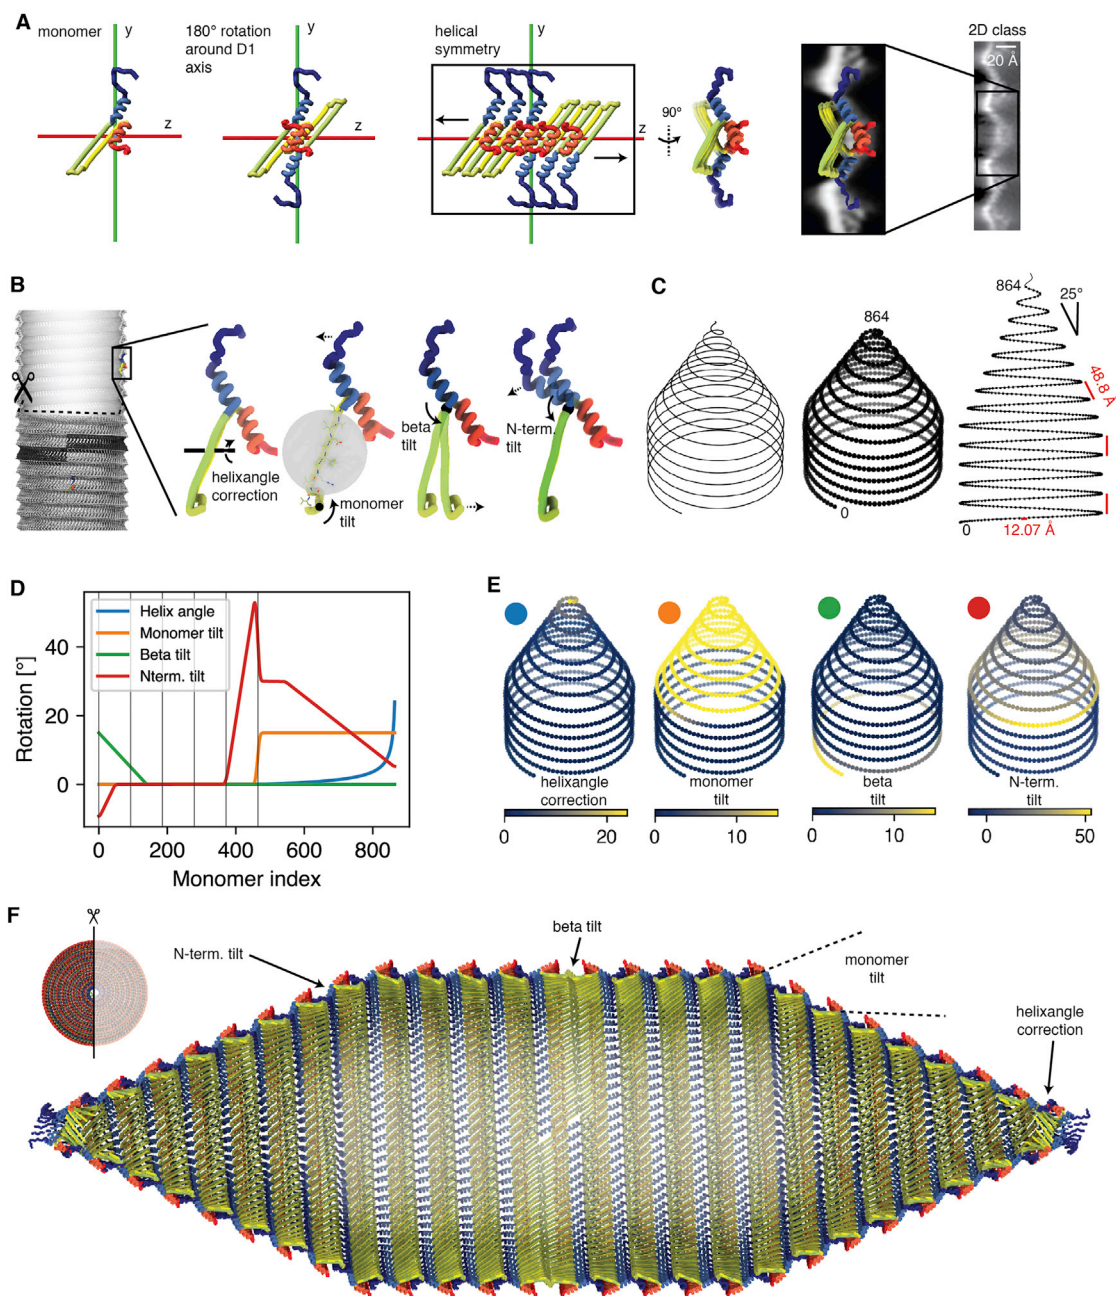 A
monomer
y
z
180° rotation
around D1
axis
y
z
helical
symmetry
y
z
90°
2D class
20 Å
B
helixangle
correction
monomer
tilt
beta
tilt
N-term.
tilt
C
864
0
864
25°
48.8 Å
12.07 Å
0
D
Helix angle
Monomer tilt
Beta tilt
Nterm. tilt
Rotation [°]
40
20
0
0
200
400
600
800
Monomer index
E
helixangle
correction
0
20
monomer
tilt
0
10
beta
tilt
0
10
N-term.
tilt
0
50
F
N-term. tilt
beta tilt
monomer
tilt
helixangle
correction